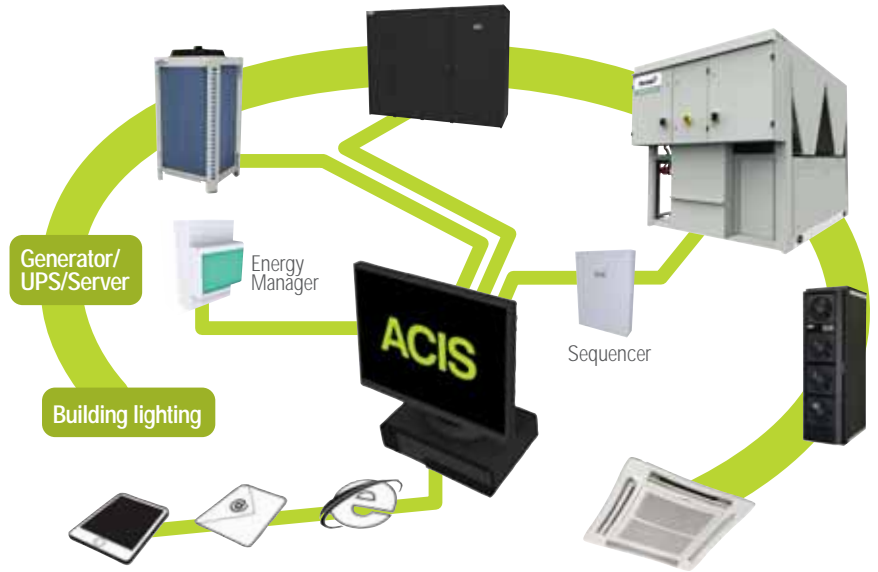 Generator/
UPS/Server
Energy
Manager
ACIS
Sequencer
Building lighting
@
e